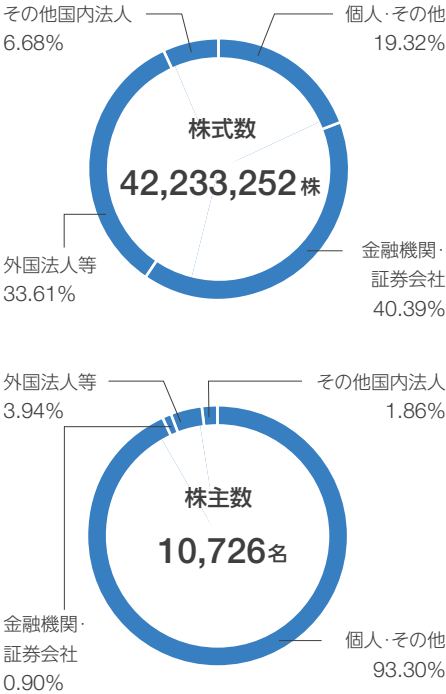 その他国内法人
6.68%
個人・その他
19.32%
株式数
42,233,252株
外国法人等
33.61%
金融機関・
証券会社
40.39%
外国法人等
3.94%
その他国内法人
1.86%
株主数
10,726名
金融機関・
証券会社
0.90%
個人・その他
93.30%